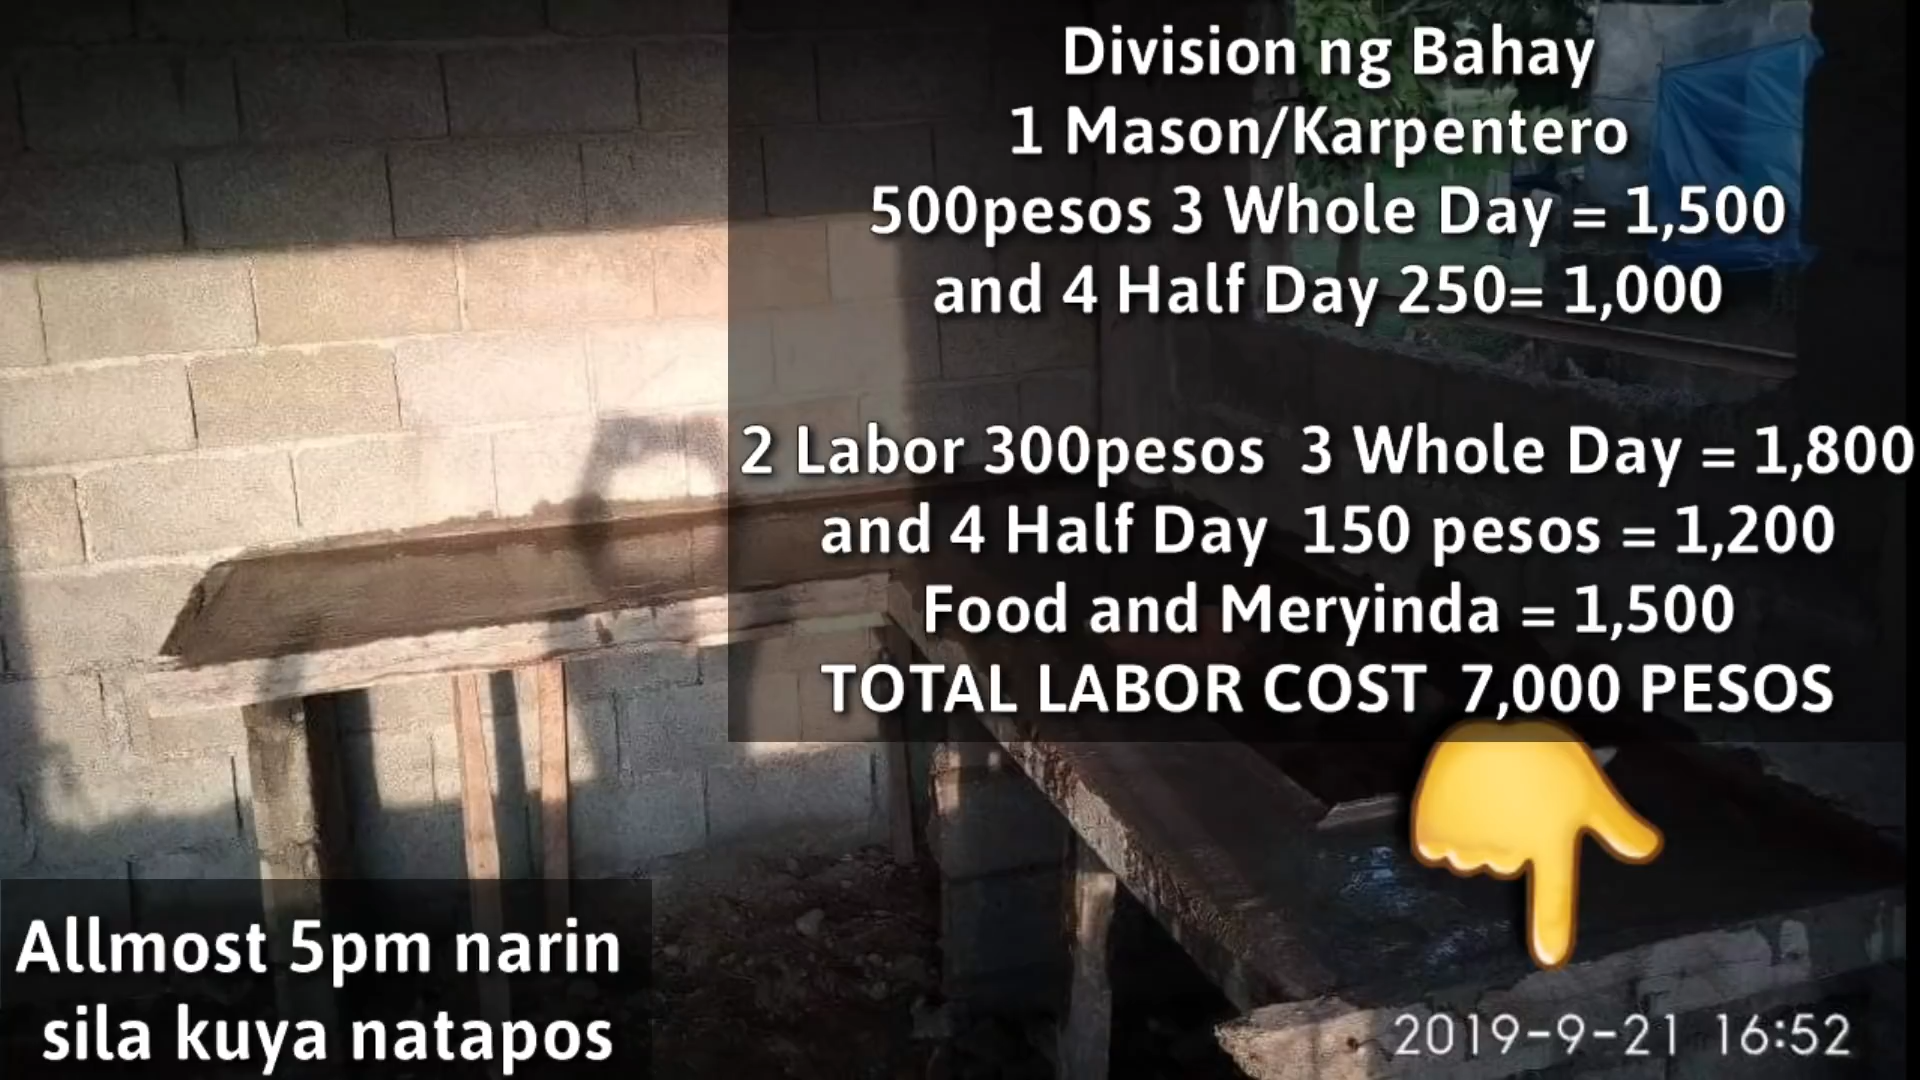 Division ng Bahay
1 Mason/Karpentero
500pesos 3 Whole Day = 1,500
and 4 Half Day 250= 1,000
2 Labor 300pesos 3 Whole Day = 1,800
and 4 Half Day 150 pesos = 1,200
Food and Meryinda = 1,500
TOTAL LABOR COST 7,000 PESOS
Allmost 5pm narin
sila kuya natapos
2019-9-21 16:52